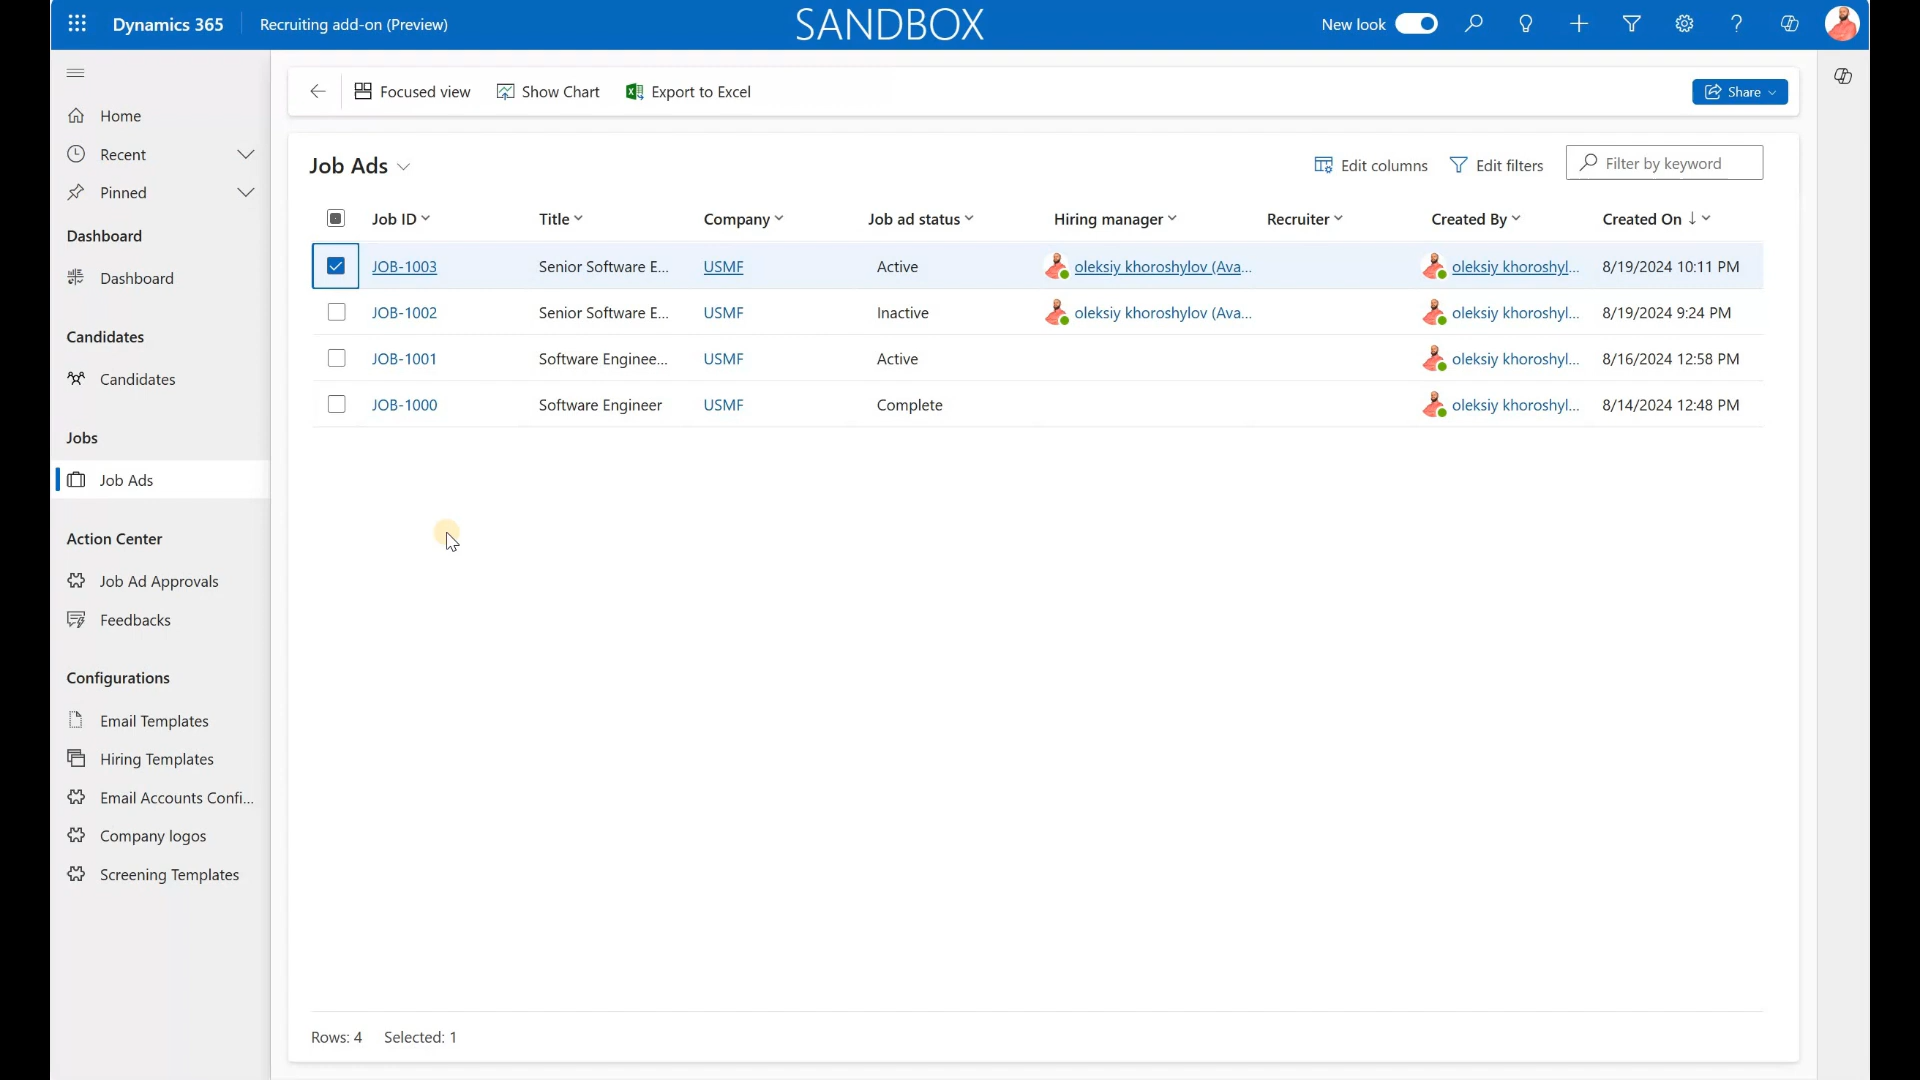 Dynamics 365
Recruiting add-on (Preview)
SANDBOX
New look
Home
Recent
Pinned
Dashboard
Dashboard
Candidates
Candidates
Jobs
Job Ads
Action Center
Job Ad Approvals
Feedbacks
Configurations
Email Templates
Hiring Templates
Email Accounts Confi...
Company logos
Screening Templates
Focused view
Show Chart
Export to Excel
Share
Job Ads
Edit columns
Edit filters
Filter by keyword
Job ID Title Company Job ad status Hiring manager Recruiter Created By Created On
JOB-1003 Senior Software E... USMF Active oleksiy khoroshylov (Ava... oleksiy khoroshyl... 8/19/2024 10:11 PM
JOB-1002 Senior Software E... USMF Inactive oleksiy khoroshylov (Ava... oleksiy khoroshyl... 8/19/2024 9:24 PM
JOB-1001 Software Enginee... USMF Active oleksiy khoroshyl... 8/16/2024 12:58 PM
JOB-1000 Software Engineer USMF Complete oleksiy khoroshyl... 8/14/2024 12:48 PM
Rows: 4 Selected: 1